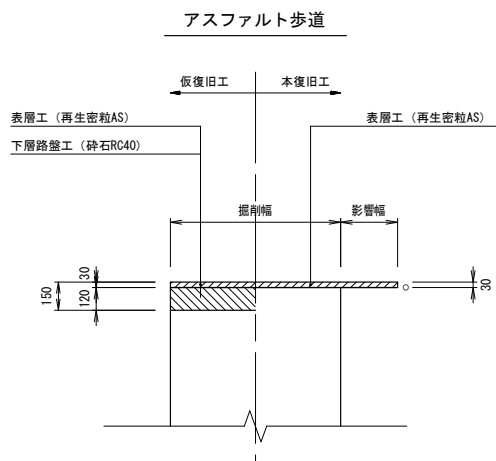 アスファルト歩道
仮復旧工
本復旧工
表層工（再生密粒AS）
表層工（再生密粒AS）
下層路盤工（砕石RC40）
掘削幅
影響幅
30
150
120
30